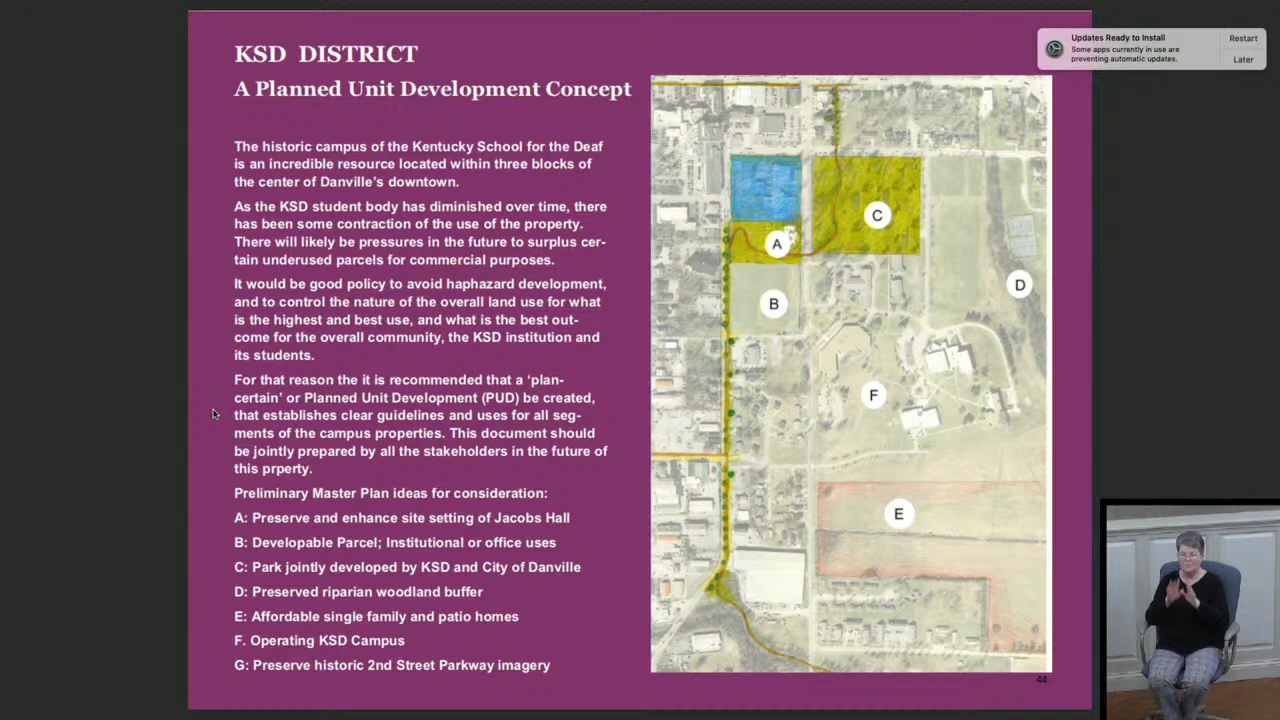 KSD DISTRICT
A Planned Unit Development Concept
The historic campus of the Kentucky School for the Deaf
is an incredible resource located within three blocks of
the center of Danville's downtown.
As the KSD student body has diminished over time, there
has been some contraction of the use of the property.
There will likely be pressures in the future to surplus cer-
tain underused parcels for commercial purposes.
It would be good policy to avoid haphazard development,
and to control the nature of the overall land use for what
is the highest and best use, and what is the best out-
come for the overall community, the KSD institution and
its students.
For that reason the it is recommended that a 'plan-
certain' or Planned Unit Development (PUD) be created,
that establishes clear guidelines and uses for all seg-
ments of the campus properties. This document should
be jointly prepared by all the stakeholders in the future of
this prperty.
Preliminary Master Plan ideas for consideration:
A: Preserve and enhance site setting of Jacobs Hall
B: Developable Parcel; Institutional or office uses
C: Park jointly developed by KSD and City of Danville
D: Preserved riparian woodland buffer
E: Affordable single family and patio homes
F. Operating KSD Campus
G: Preserve historic 2nd Street Parkway imagery
C
A
D
B
F
E
44
Updates Ready to Install
Some apps currently in use are
preventing automatic updates.
Restart
Later